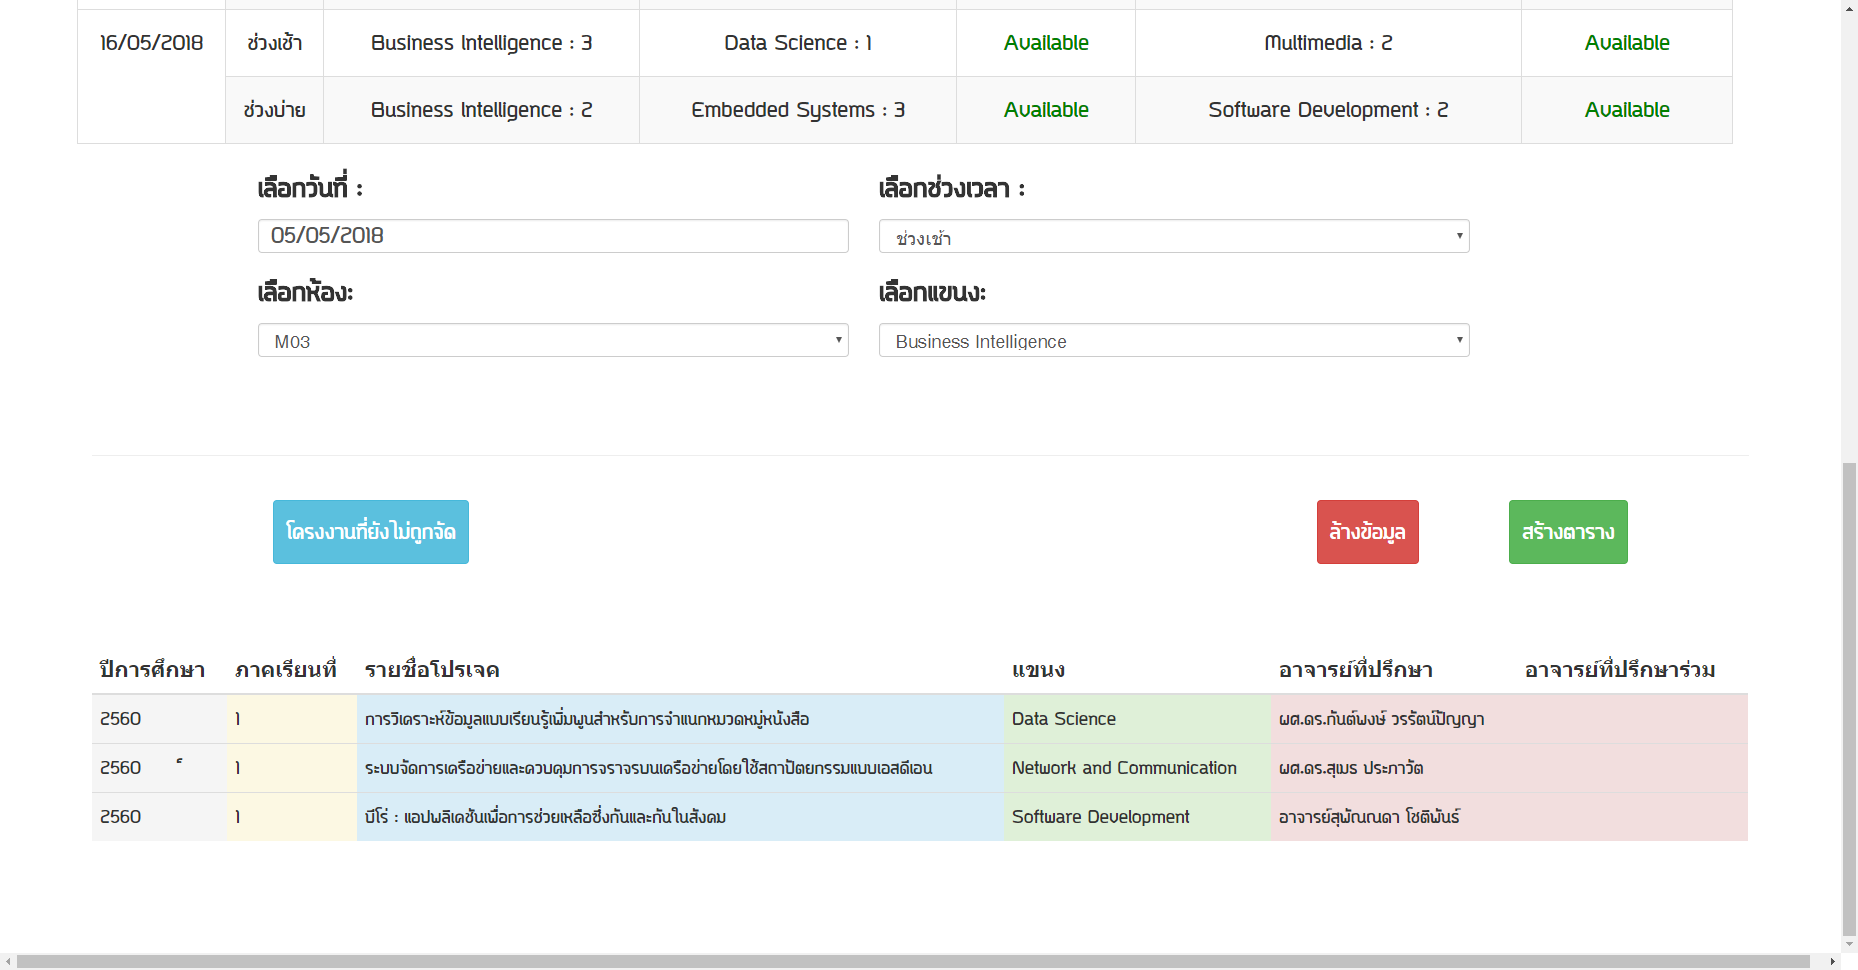 16/05/2018 ช่วงเช้า Business Intelligence : 3 Data Science : 1 Available Multimedia : 2 Available
ช่วงบ่าย Business Intelligence : 2 Embedded Systems : 3 Available Software Development : 2 Available
เลือกวันที่ : เลือกช่วงเวลา :
05/05/2018 ช่วงเช้า
เลือกห้อง: เลือกแขนง:
M03 Business Intelligence
โครงงานที่ยังไม่ถูกจัด ล้างข้อมูล สร้างตาราง
ปีการศึกษา ภาคเรียนที่ รายชื่อโปรเจค แขนง อาจารย์ที่ปรึกษา อาจารย์ที่ปรึกษาร่วม
2560 1 การวิเคราะห์ข้อมูลแบบเรียนรู้เพิ่มพูนสำหรับการจำแนกหมวดหมู่หนังสือ Data Science ผศ.ดร.กันต์พงษ์ วรรัตน์ปัญญา
2560 1 ระบบจัดการเครือข่ายและควบคุมการจราจรบนเครือข่ายโดยใช้สถาปัตยกรรมแบบเอสดีเอน Network and Communication ผศ.ดร.สุเมธ ประภาวัต
2560 1 นีโร่ : แอปพลิเคชันเพื่อการช่วยเหลือซึ่งกันและกันในสังคม Software Development อาจารย์สุพัณณดา โชติพันธ์